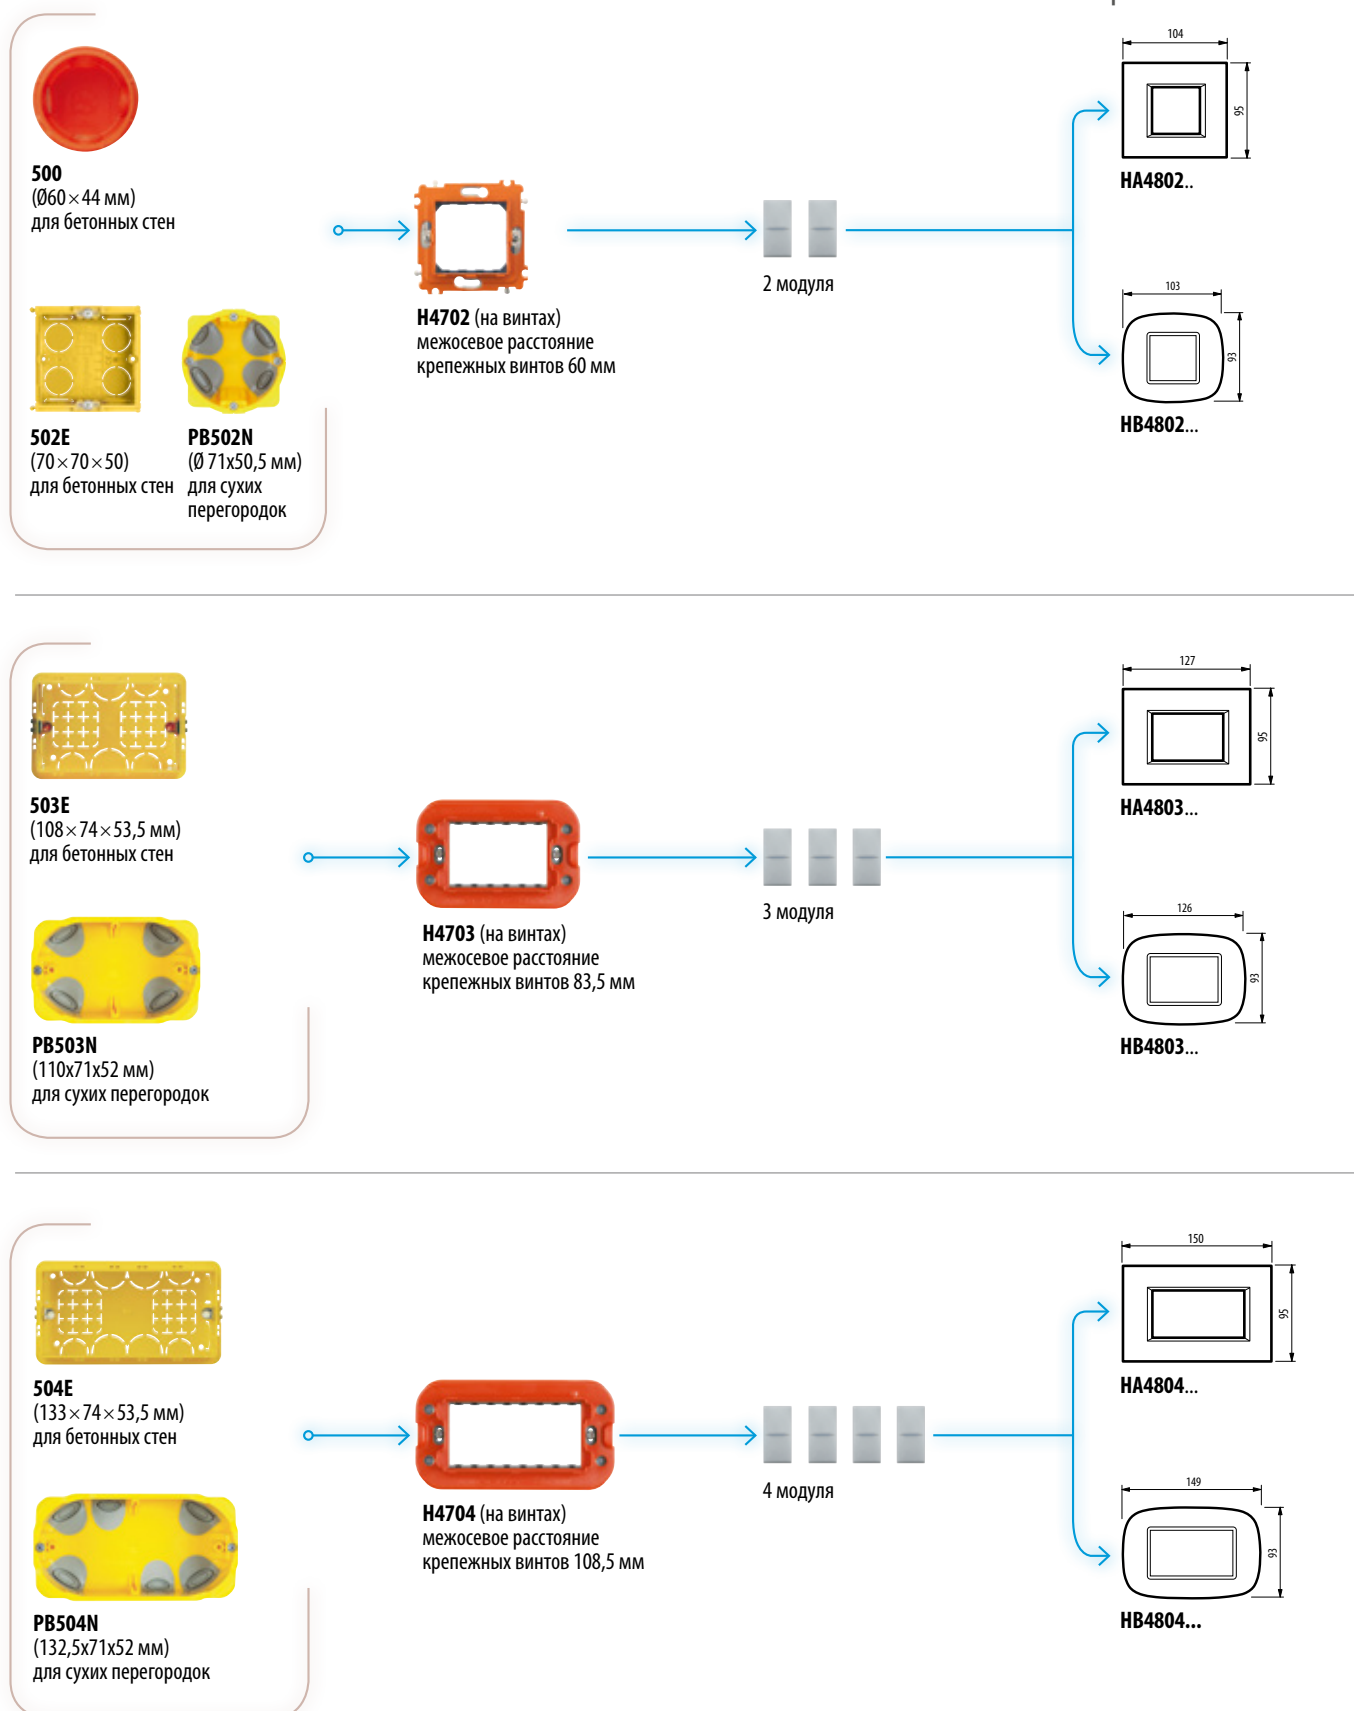 104
95
500
(Ø60×44 мм)
для бетонных стен
HA4802..
2 модуля
H4702 (на винтах)
межосевое расстояние
крепежных винтов 60 мм
103
93
HB4802...
502E
(70×70×50)
для бетонных стен
PB502N
(Ø 71x50,5 мм)
для сухих
перегородок
127
95
HA4803...
503E
(108×74×53,5 мм)
для бетонных стен
3 модуля
H4703 (на винтах)
межосевое расстояние
крепежных винтов 83,5 мм
126
93
HB4803...
PB503N
(110x71x52 мм)
для сухих перегородок
150
95
HA4804...
504E
(133×74×53,5 мм)
для бетонных стен
4 модуля
H4704 (на винтах)
межосевое расстояние
крепежных винтов 108,5 мм
149
93
HB4804...
PB504N
(132,5x71x52 мм)
для сухих перегородок